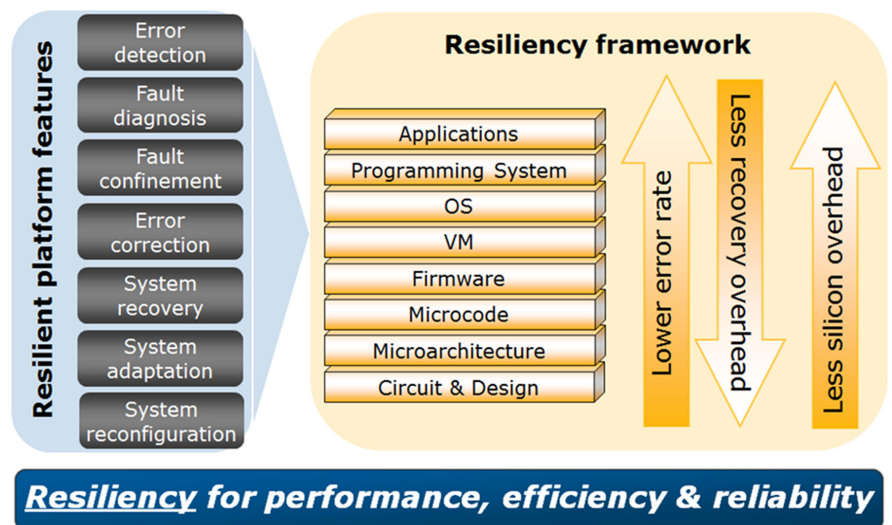 Resilient platform features
Error
detection
Fault
diagnosis
Fault
confinement
Error
correction
System
recovery
System
adaptation
System
reconfiguration
Resiliency framework
Applications
Programming System
OS
VM
Firmware
Microcode
Microarchitecture
Circuit & Design
Lower error rate
Less recovery overhead
Less silicon overhead
Resiliency for performance, efficiency & reliability